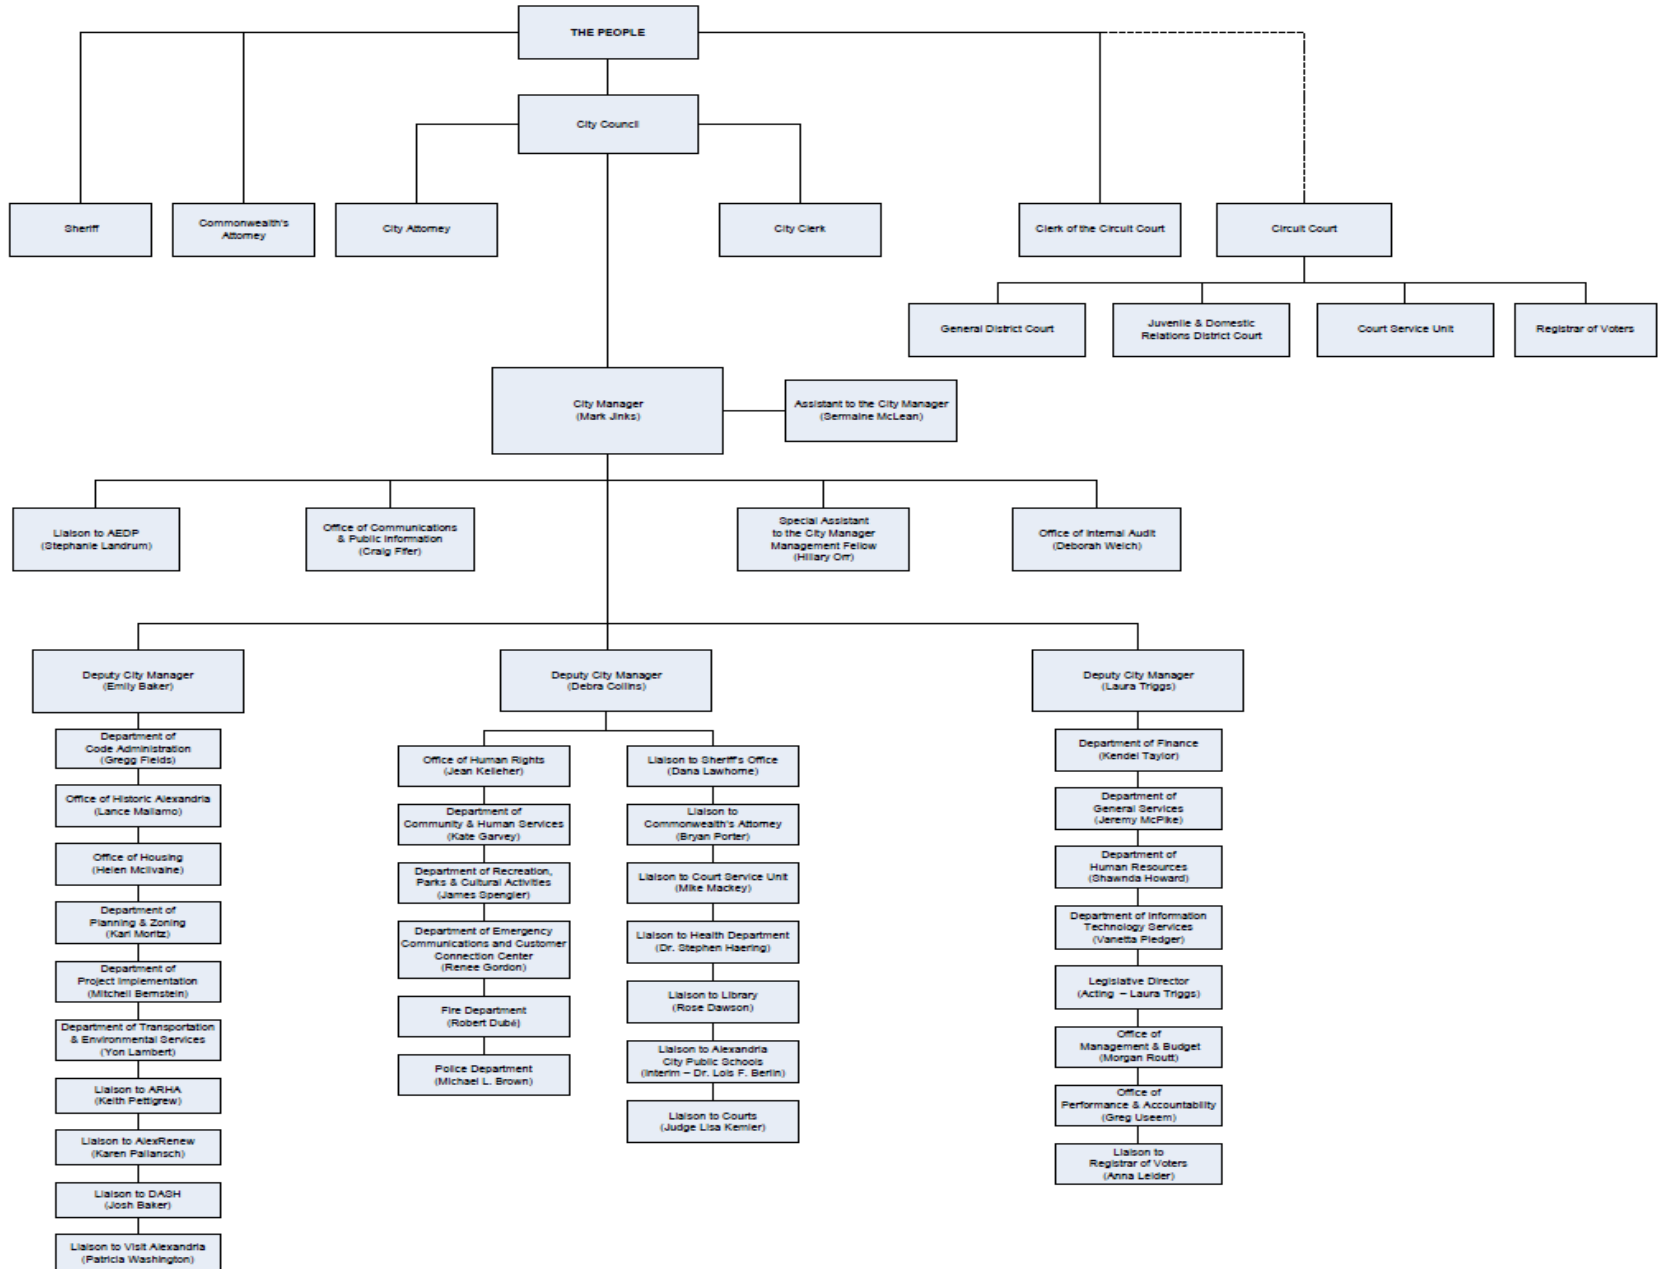 THE PEOPLE
City Council
Sheriff
Commonwealth's
Attorney
City Attorney
City Clerk
Clerk of the Circuit Court
Circuit Court
General District Court
Juvenile & Domestic
Relations District Court
Court Service Unit
Registrar of Voters
City Manager
(Mark Jinks)
Assistant to the City Manager
(Sermaine McLean)
Liaison to AEDP
(Stephanie Landrum)
Office of Communications
& Public Information
(Craig Fifer)
Special Assistant
to the City Manager
Management Fellow
(Hillary Orr)
Office of Internal Audit
(Deborah Welch)
Deputy City Manager
(Emily Baker)
Department of
Code Administration
(Gregg Fields)
Office of Historic Alexandria
(Lance Mallamo)
Office of Housing
(Helen McIlvaine)
Department of
Planning & Zoning
(Karl Moritz)
Department of
Project Implementation
(Mitchell Bernstein)
Department of Transportation
& Environmental Services
(Yon Lambert)
Liaison to ARHA
(Keith Pettigrew)
Liaison to AlexRenew
(Karen Pallansch)
Liaison to DASH
(Josh Baker)
Liaison to Visit Alexandria
(Patricia Washington)
Deputy City Manager
(Debra Collins)
Office of Human Rights
(Jean Kelleher)
Department of
Community & Human Services
(Kate Garvey)
Department of Recreation,
Parks & Cultural Activities
(James Spengler)
Department of Emergency
Communications and Customer
Connection Center
(Renee Gordon)
Fire Department
(Robert Dubé)
Police Department
(Michael L. Brown)
Liaison to Sheriff's Office
(Dana Lawhorne)
Liaison to
Commonwealth's Attorney
(Bryan Porter)
Liaison to Court Service Unit
(Mike Mackey)
Liaison to Health Department
(Dr. Stephen Haering)
Liaison to Library
(Rose Dawson)
Liaison to Alexandria
City Public Schools
(Interim – Dr. Lois F. Berlin)
Liaison to Courts
(Judge Lisa Kemler)
Deputy City Manager
(Laura Triggs)
Department of Finance
(Kendel Taylor)
Department of
General Services
(Jeremy McPike)
Department of
Human Resources
(Shawnda Howard)
Department of Information
Technology Services
(Vanetta Pledger)
Legislative Director
(Acting – Laura Triggs)
Office of
Management & Budget
(Morgan Routt)
Office of
Performance & Accountability
(Greg Useem)
Liaison to
Registrar of Voters
(Anna Leider)